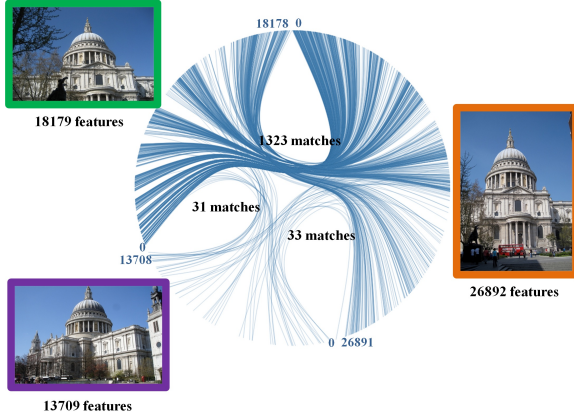 18178 0
18179 features
1323 matches
31 matches
33 matches
0
13708
26892 features
0 26891
13709 features